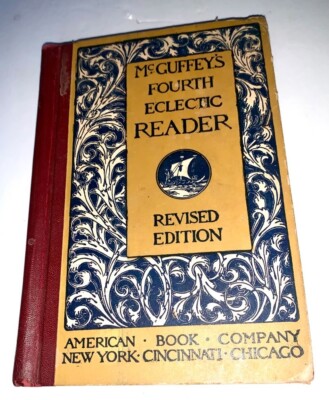 McGUFFEY'S
FOURTH
ECLECTIC
READER
REVISED
EDITION
AMERICAN · BOOK · COMPANY
NEW YORK · CINCINNATI · CHICAGO